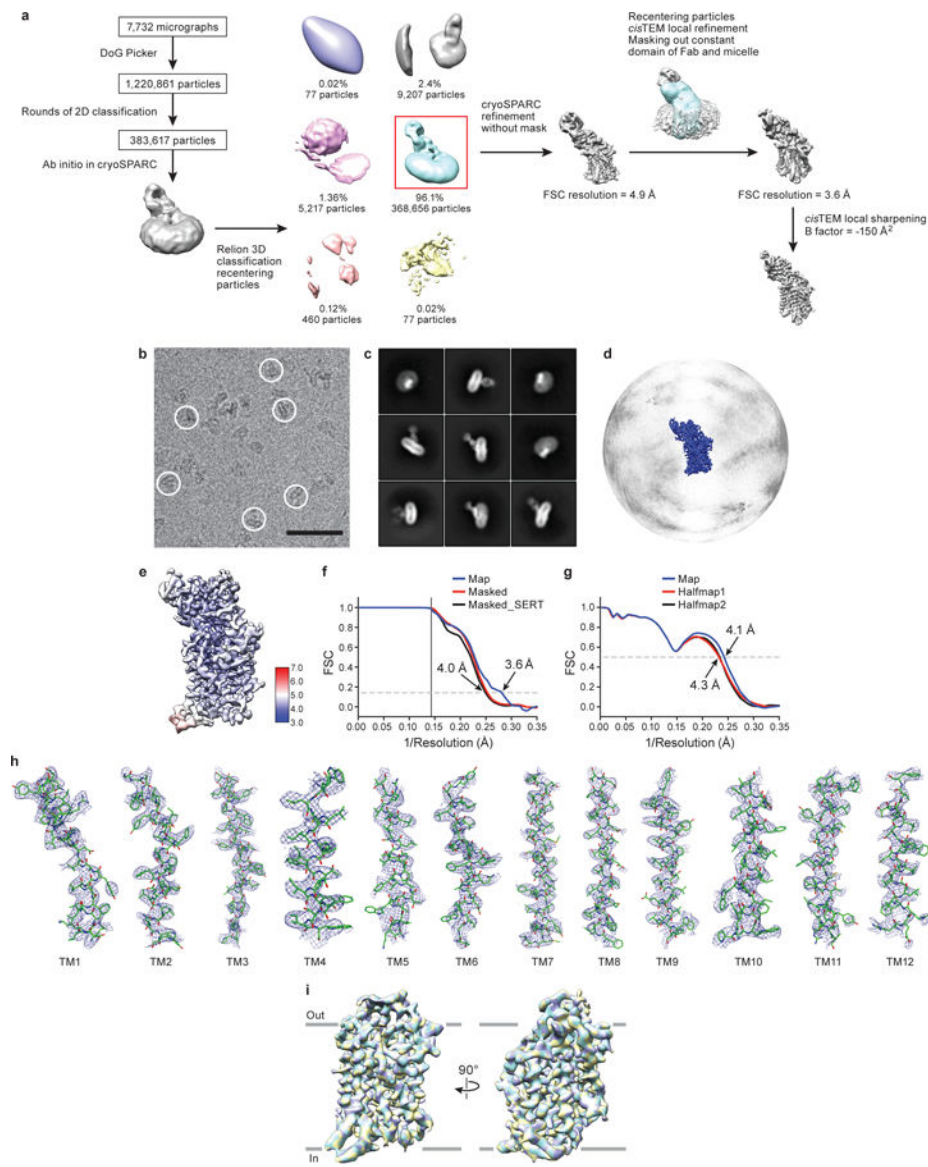 a
7,732 micrographs
DoG Picker
1,220,861 particles
Rounds of 2D classification
383,617 particles
Ab initio in cryoSPARC
Relion 3D
classification
recentering
particles
0.02%
77 particles
2.4%
9,207 particles
1.36%
5,217 particles
96.1%
368,656 particles
0.12%
460 particles
0.02%
77 particles
cryoSPARC
refinement
without mask
FSC resolution = 4.9 Å
Recentering particles
cisTEM local refinement
Masking out constant
domain of Fab and micelle
FSC resolution = 3.6 Å
cisTEM local sharpening
B factor = -150 Å²
b
c
d
e
7.0
6.0
5.0
4.0
3.0
f
Map
Masked
Masked_SERT
FSC
1.0
0.8
0.6
0.4
0.2
0.0
4.0 Å
3.6 Å
0.00 0.05 0.10 0.15 0.20 0.25 0.30 0.35
1/Resolution (Å)
g
Map
Halfmap1
Halfmap2
FSC
1.0
0.8
0.6
0.4
0.2
0.0
4.1 Å
4.3 Å
0.00 0.05 0.10 0.15 0.20 0.25 0.30 0.35
1/Resolution (Å)
h
TM1 TM2 TM3 TM4 TM5 TM6 TM7 TM8 TM9 TM10 TM11 TM12
i
Out
90°
In